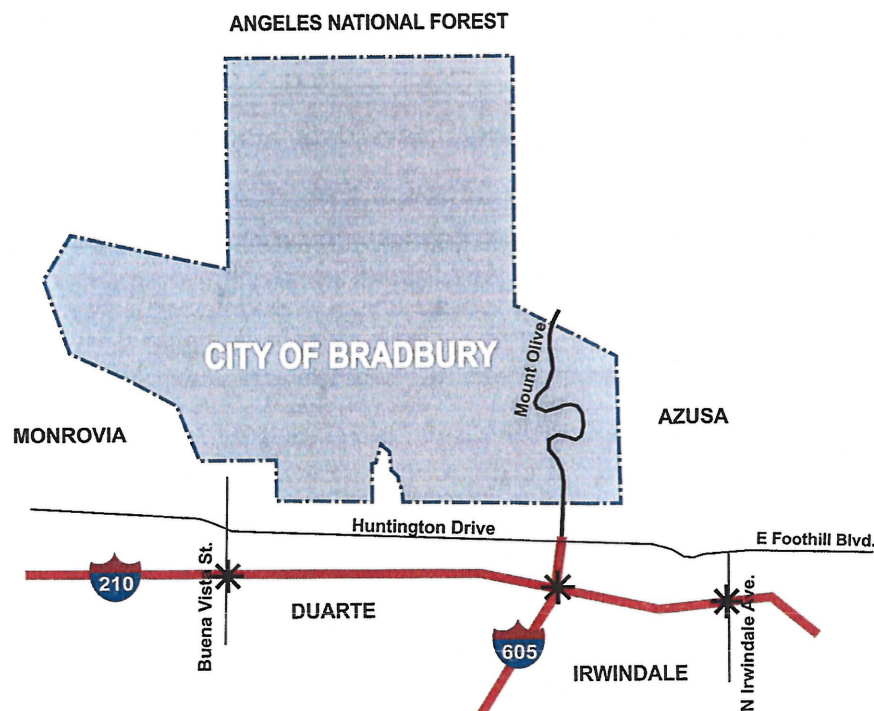 ANGELES NATIONAL FOREST
CITY OF BRADBURY
Mount Olive
MONROVIA
AZUSA
Huntington Drive
E Foothill Blvd.
210
Buena Vista St.
DUARTE
605
IRWINDALE
N Irwindale Ave.